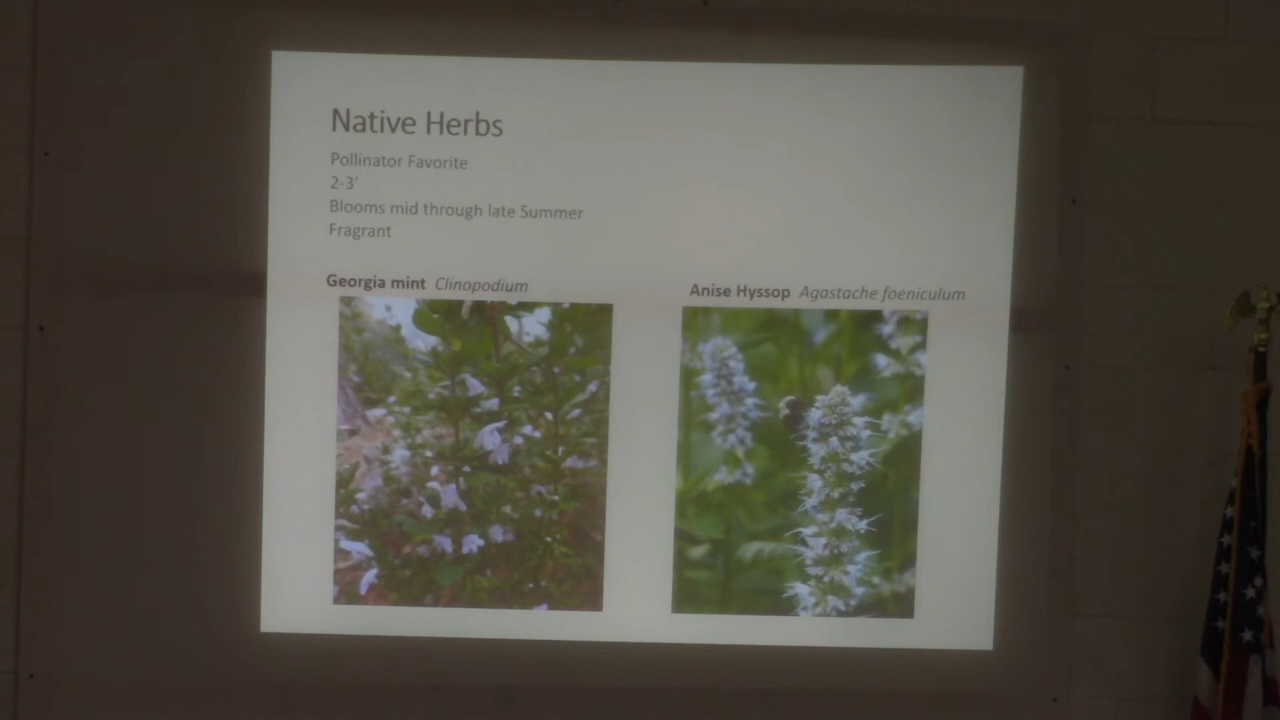 Native Herbs
Pollinator Favorite
2-3'
Blooms mid through late Summer
Fragrant
Georgia mint Clinopodium
Anise Hyssop Agastache foeniculum